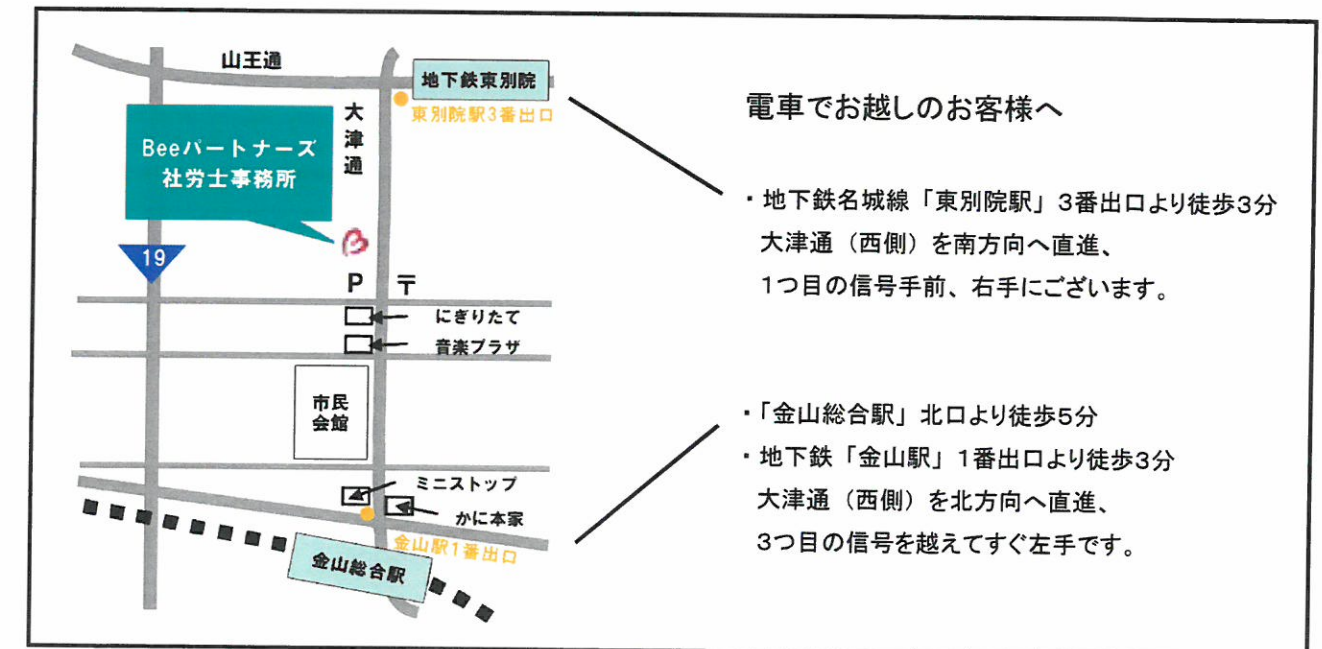 山王通
地下鉄東別院
東別院駅3番出口
大津通
Beeパートナーズ
社労士事務所
19
P 〒
にぎりたて
音楽プラザ
市民
会館
ミニストップ
かに本家
金山駅1番出口
金山総合駅
電車でお越しのお客様へ
・地下鉄名城線「東別院駅」3番出口より徒歩3分
大津通（西側）を南方向へ直進、
1つ目の信号手前、右手にございます。
・「金山総合駅」北口より徒歩5分
・地下鉄「金山駅」1番出口より徒歩3分
大津通（西側）を北方向へ直進、
3つ目の信号を越えてすぐ左手です。